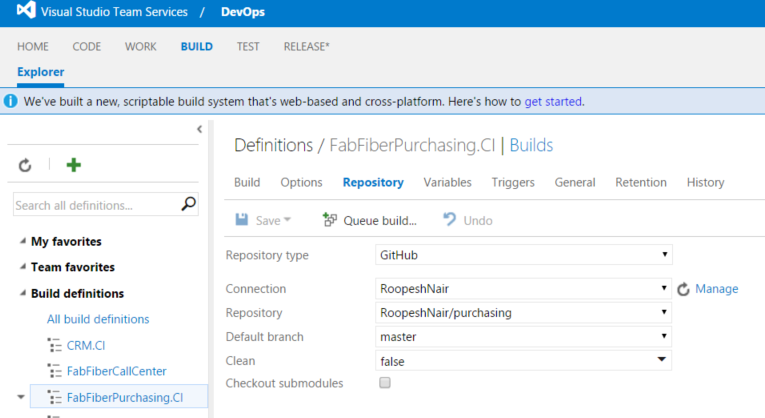 Visual Studio Team Services / DevOps
HOME CODE WORK BUILD TEST RELEASE*
Explorer
We've built a new, scriptable build system that's web-based and cross-platform. Here's how to get started.
Definitions / FabFiberPurchasing.CI | Builds
Build Options Repository Variables Triggers General Retention History
Search all definitions...
Save Queue build... Undo
My favorites
Team favorites
Build definitions
All build definitions
CRM.CI
FabFiberCallCenter
FabFiberPurchasing.CI
Repository type GitHub
Connection RoopeshNair Manage
Repository RoopeshNair/purchasing
Default branch master
Clean false
Checkout submodules